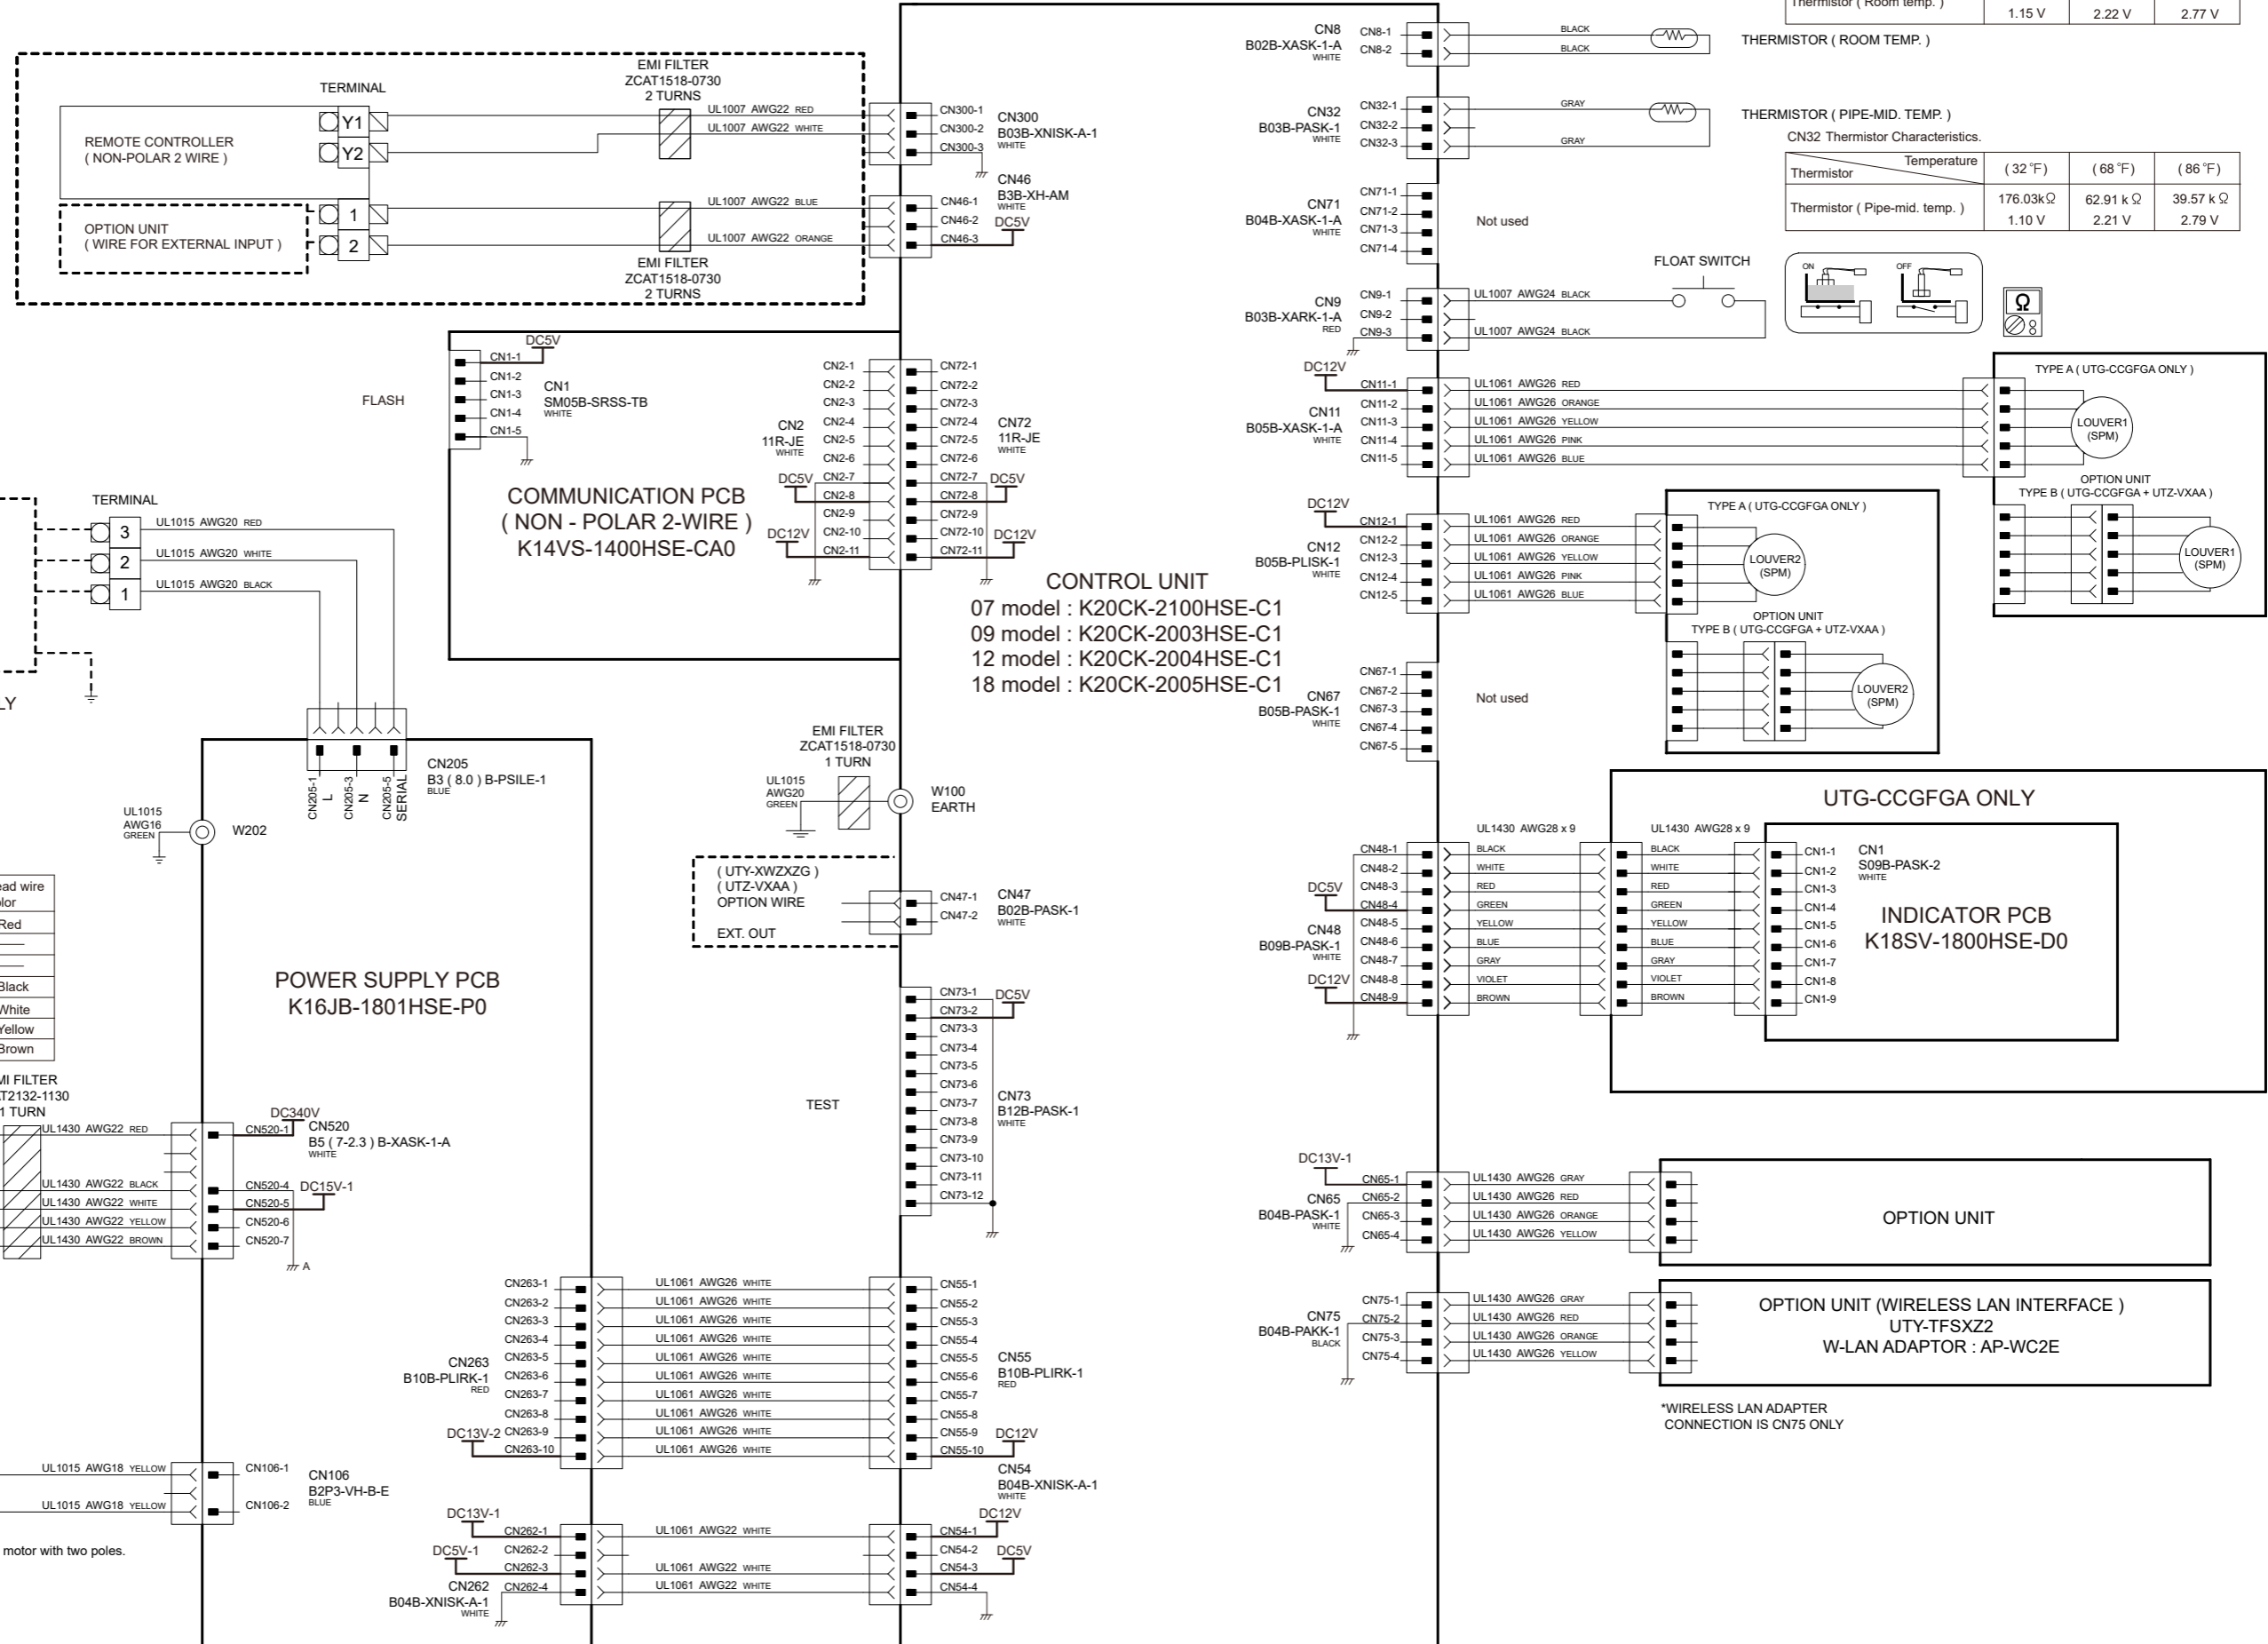 Thermistor ( Room temp. )
1.15 V 2.22 V 2.77 V
THERMISTOR ( ROOM TEMP. )
CN8
B02B-XASK-1-A
WHITE
CN8-1
CN8-2
BLACK
BLACK
TERMINAL
EMI FILTER
ZCAT1518-0730
2 TURNS
REMOTE CONTROLLER
( NON-POLAR 2 WIRE )
Y1
Y2
UL1007 AWG22 RED
UL1007 AWG22 WHITE
CN300-1
CN300-2
CN300-3
CN300
B03B-XNISK-A-1
WHITE
OPTION UNIT
( WIRE FOR EXTERNAL INPUT )
1
2
UL1007 AWG22 BLUE
UL1007 AWG22 ORANGE
EMI FILTER
ZCAT1518-0730
2 TURNS
CN46
B3B-XH-AM
WHITE
CN46-1
CN46-2
CN46-3
DC5V
CN32
B03B-PASK-1
WHITE
CN32-1
CN32-2
CN32-3
GRAY
GRAY
THERMISTOR ( PIPE-MID. TEMP. )
CN32 Thermistor Characteristics.
Temperature
Thermistor
( 32 °F) ( 68 °F) ( 86 °F)
Thermistor ( Pipe-mid. temp. )
176.03kΩ 62.91 k Ω 39.57 k Ω
1.10 V 2.21 V 2.79 V
CN71
B04B-XASK-1-A
WHITE
CN71-1
CN71-2
CN71-3
CN71-4
Not used
FLOAT SWITCH
ON
OFF
Ω
CN9
B03B-XARK-1-A
RED
CN9-1
CN9-2
CN9-3
UL1007 AWG24 BLACK
UL1007 AWG24 BLACK
FLASH
DC5V
CN1-1
CN1-2
CN1-3
CN1-4
CN1-5
CN1
SM05B-SRSS-TB
WHITE
COMMUNICATION PCB
( NON - POLAR 2-WIRE )
K14VS-1400HSE-CA0
CN2
11R-JE
WHITE
CN2-1
CN2-2
CN2-3
CN2-4
CN2-5
CN2-6
CN2-7
CN2-8
CN2-9
CN2-10
CN2-11
DC5V
DC12V
CN72-1
CN72-2
CN72-3
CN72-4
CN72-5
CN72-6
CN72-7
CN72-8
CN72-9
CN72-10
CN72-11
CN72
11R-JE
WHITE
DC5V
DC12V
DC12V
CN11
B05B-XASK-1-A
WHITE
CN11-1
CN11-2
CN11-3
CN11-4
CN11-5
UL1061 AWG26 RED
UL1061 AWG26 ORANGE
UL1061 AWG26 YELLOW
UL1061 AWG26 PINK
UL1061 AWG26 BLUE
TYPE A ( UTG-CCGFGA ONLY )
LOUVER1
(SPM)
OPTION UNIT
TYPE B ( UTG-CCGFGA + UTZ-VXAA )
LOUVER1
(SPM)
DC12V
CN12
B05B-PLISK-1
WHITE
CN12-1
CN12-2
CN12-3
CN12-4
CN12-5
UL1061 AWG26 RED
UL1061 AWG26 ORANGE
UL1061 AWG26 YELLOW
UL1061 AWG26 PINK
UL1061 AWG26 BLUE
TYPE A ( UTG-CCGFGA ONLY )
LOUVER2
(SPM)
OPTION UNIT
TYPE B ( UTG-CCGFGA + UTZ-VXAA )
LOUVER2
(SPM)
CONTROL UNIT
07 model : K20CK-2100HSE-C1
09 model : K20CK-2003HSE-C1
12 model : K20CK-2004HSE-C1
18 model : K20CK-2005HSE-C1
CN67
B05B-PASK-1
WHITE
CN67-1
CN67-2
CN67-3
CN67-4
CN67-5
Not used
TERMINAL
3
2
1
UL1015 AWG20 RED
UL1015 AWG20 WHITE
UL1015 AWG20 BLACK
LY
CN205-1
L
CN205-3
N
CN205-5
SERIAL
CN205
B3 ( 8.0 ) B-PSILE-1
BLUE
UL1015
AWG16
GREEN
W202
EMI FILTER
ZCAT1518-0730
1 TURN
UL1015
AWG20
GREEN
W100
EARTH
( UTY-XWZXZG )
( UTZ-VXAA )
OPTION WIRE
EXT. OUT
CN47-1
CN47-2
CN47
B02B-PASK-1
WHITE
UTG-CCGFGA ONLY
DC5V
DC12V
CN48
B09B-PASK-1
WHITE
CN48-1
CN48-2
CN48-3
CN48-4
CN48-5
CN48-6
CN48-7
CN48-8
CN48-9
UL1430 AWG28 x 9
BLACK
WHITE
RED
GREEN
YELLOW
BLUE
GRAY
VIOLET
BROWN
UL1430 AWG28 x 9
BLACK
WHITE
RED
GREEN
YELLOW
BLUE
GRAY
VIOLET
BROWN
CN1-1
CN1-2
CN1-3
CN1-4
CN1-5
CN1-6
CN1-7
CN1-8
CN1-9
CN1
S09B-PASK-2
WHITE
INDICATOR PCB
K18SV-1800HSE-D0
ead wire
olor
Red
Black
White
Yellow
Brown
POWER SUPPLY PCB
K16JB-1801HSE-P0
TEST
CN73-1
CN73-2
CN73-3
CN73-4
CN73-5
CN73-6
CN73-7
CN73-8
CN73-9
CN73-10
CN73-11
CN73-12
DC5V
CN73
B12B-PASK-1
WHITE
MI FILTER
T2132-1130
1 TURN
UL1430 AWG22 RED
UL1430 AWG22 BLACK
UL1430 AWG22 WHITE
UL1430 AWG22 YELLOW
UL1430 AWG22 BROWN
DC340V
CN520-1
CN520
B5 ( 7-2.3 ) B-XASK-1-A
WHITE
CN520-4
CN520-5
CN520-6
CN520-7
DC15V-1
A
DC13V-1
CN65
B04B-PASK-1
WHITE
CN65-1
CN65-2
CN65-3
CN65-4
UL1430 AWG26 GRAY
UL1430 AWG26 RED
UL1430 AWG26 ORANGE
UL1430 AWG26 YELLOW
OPTION UNIT
CN75
B04B-PAKK-1
BLACK
CN75-1
CN75-2
CN75-3
CN75-4
UL1430 AWG26 GRAY
UL1430 AWG26 RED
UL1430 AWG26 ORANGE
UL1430 AWG26 YELLOW
OPTION UNIT (WIRELESS LAN INTERFACE )
UTY-TFSXZ2
W-LAN ADAPTOR : AP-WC2E
*WIRELESS LAN ADAPTER
CONNECTION IS CN75 ONLY
CN263
B10B-PLIRK-1
RED
CN263-1
CN263-2
CN263-3
CN263-4
CN263-5
CN263-6
CN263-7
CN263-8
CN263-9
CN263-10
DC13V-2
UL1061 AWG26 WHITE
UL1061 AWG26 WHITE
UL1061 AWG26 WHITE
UL1061 AWG26 WHITE
UL1061 AWG26 WHITE
UL1061 AWG26 WHITE
UL1061 AWG26 WHITE
UL1061 AWG26 WHITE
UL1061 AWG26 WHITE
UL1061 AWG26 WHITE
CN55-1
CN55-2
CN55-3
CN55-4
CN55-5
CN55-6
CN55-7
CN55-8
CN55-9
CN55-10
CN55
B10B-PLIRK-1
RED
DC12V
UL1015 AWG18 YELLOW
UL1015 AWG18 YELLOW
CN106-1
CN106-2
CN106
B2P3-VH-B-E
BLUE
motor with two poles.
DC13V-1
DC5V-1
CN262
B04B-XNISK-A-1
WHITE
CN262-1
CN262-2
CN262-3
CN262-4
UL1061 AWG22 WHITE
UL1061 AWG22 WHITE
UL1061 AWG22 WHITE
CN54
B04B-XNISK-A-1
WHITE
DC12V
CN54-1
CN54-2
CN54-3
CN54-4
DC5V